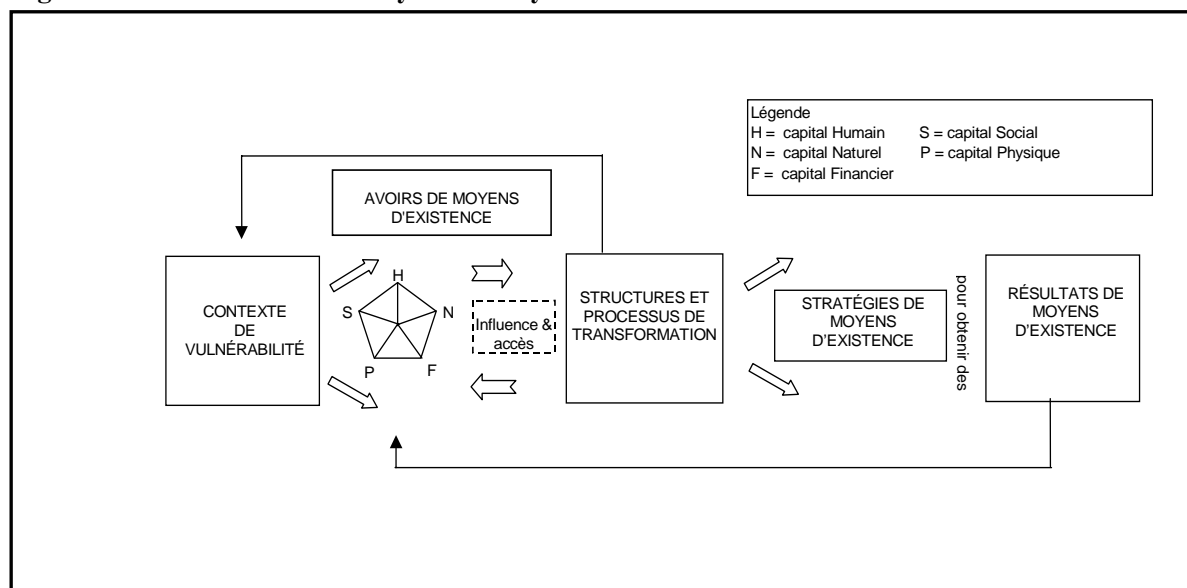 Légende
H = capital Humain S = capital Social
N = capital Naturel P = capital Physique
F = capital Financier
AVOIRS DE MOYENS
D'EXISTENCE
CONTEXTE
DE
VULNÉRABILITÉ
H
S
N
P
F
Influence &
accès
STRUCTURES ET
PROCESSUS DE
TRANSFORMATION
STRATÉGIES DE
MOYENS
D'EXISTENCE
pour obtenir des
RÉSULTATS DE
MOYENS
D'EXISTENCE